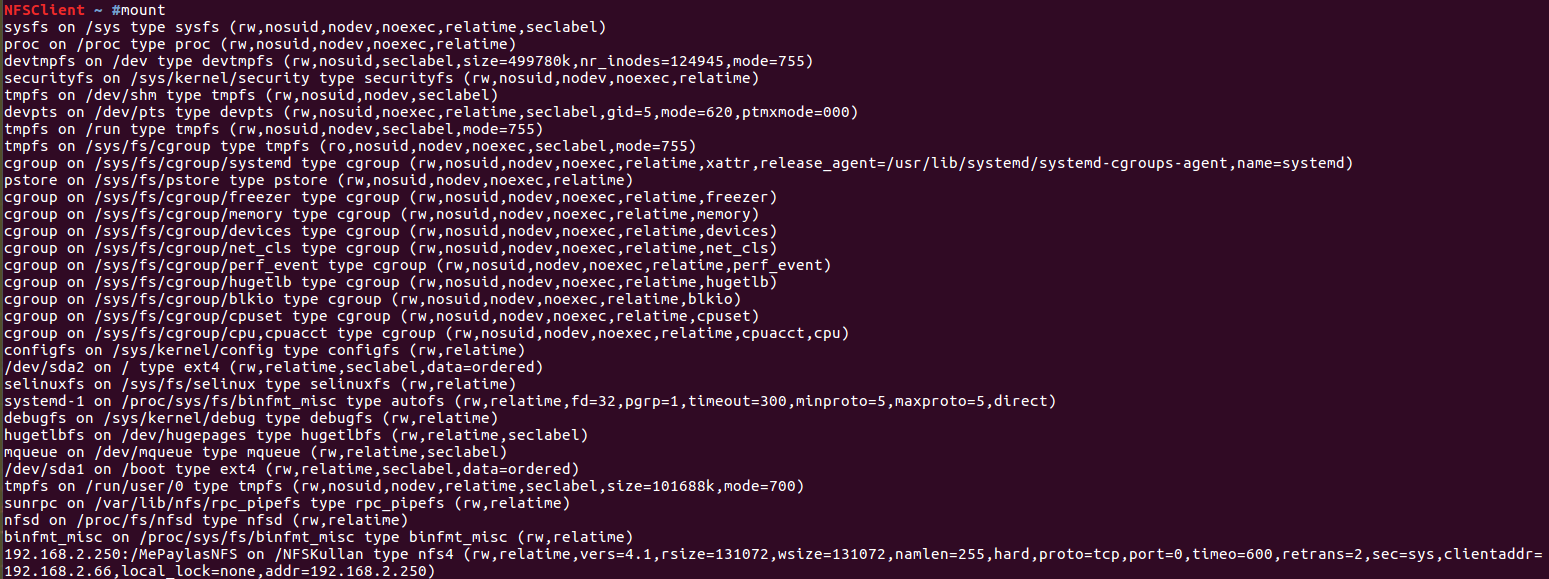 NFSClient ~ #mount
sysfs on /sys type sysfs (rw,nosuid,nodev,noexec,relatime,seclabel)
proc on /proc type proc (rw,nosuid,nodev,noexec,relatime)
devtmpfs on /dev type devtmpfs (rw,nosuid,seclabel,size=499780k,nr_inodes=124945,mode=755)
securityfs on /sys/kernel/security type securityfs (rw,nosuid,nodev,noexec,relatime)
tmpfs on /dev/shm type tmpfs (rw,nosuid,nodev,seclabel)
devpts on /dev/pts type devpts (rw,nosuid,noexec,relatime,seclabel,gid=5,mode=620,ptmxmode=000)
tmpfs on /run type tmpfs (rw,nosuid,nodev,seclabel,mode=755)
tmpfs on /sys/fs/cgroup type tmpfs (ro,nosuid,nodev,noexec,seclabel,mode=755)
cgroup on /sys/fs/cgroup/systemd type cgroup (rw,nosuid,nodev,noexec,relatime,xattr,release_agent=/usr/lib/systemd/systemd-cgroups-agent,name=systemd)
pstore on /sys/fs/pstore type pstore (rw,nosuid,nodev,noexec,relatime)
cgroup on /sys/fs/cgroup/freezer type cgroup (rw,nosuid,nodev,noexec,relatime,freezer)
cgroup on /sys/fs/cgroup/memory type cgroup (rw,nosuid,nodev,noexec,relatime,memory)
cgroup on /sys/fs/cgroup/devices type cgroup (rw,nosuid,nodev,noexec,relatime,devices)
cgroup on /sys/fs/cgroup/net_cls type cgroup (rw,nosuid,nodev,noexec,relatime,net_cls)
cgroup on /sys/fs/cgroup/perf_event type cgroup (rw,nosuid,nodev,noexec,relatime,perf_event)
cgroup on /sys/fs/cgroup/hugetlb type cgroup (rw,nosuid,nodev,noexec,relatime,hugetlb)
cgroup on /sys/fs/cgroup/blkio type cgroup (rw,nosuid,nodev,noexec,relatime,blkio)
cgroup on /sys/fs/cgroup/cpuset type cgroup (rw,nosuid,nodev,noexec,relatime,cpuset)
cgroup on /sys/fs/cgroup/cpu,cpuacct type cgroup (rw,nosuid,nodev,noexec,relatime,cpuacct,cpu)
configfs on /sys/kernel/config type configfs (rw,relatime)
/dev/sda2 on / type ext4 (rw,relatime,seclabel,data=ordered)
selinuxfs on /sys/fs/selinux type selinuxfs (rw,relatime)
systemd-1 on /proc/sys/fs/binfmt_misc type autofs (rw,relatime,fd=32,pgrp=1,timeout=300,minproto=5,maxproto=5,direct)
debugfs on /sys/kernel/debug type debugfs (rw,relatime)
hugetlbfs on /dev/hugepages type hugetlbfs (rw,relatime,seclabel)
mqueue on /dev/mqueue type mqueue (rw,relatime,seclabel)
/dev/sda1 on /boot type ext4 (rw,relatime,seclabel,data=ordered)
tmpfs on /run/user/0 type tmpfs (rw,nosuid,nodev,relatime,seclabel,size=101688k,mode=700)
sunrpc on /var/lib/nfs/rpc_pipefs type rpc_pipefs (rw,relatime)
nfsd on /proc/fs/nfsd type nfsd (rw,relatime)
binfmt_misc on /proc/sys/fs/binfmt_misc type binfmt_misc (rw,relatime)
192.168.2.250:/MePaylasNFS on /NFSKullan type nfs4 (rw,relatime,vers=4.1,rsize=131072,wsize=131072,namlen=255,hard,proto=tcp,port=0,timeo=600,retrans=2,sec=sys,clientaddr=
192.168.2.66,local_lock=none,addr=192.168.2.250)